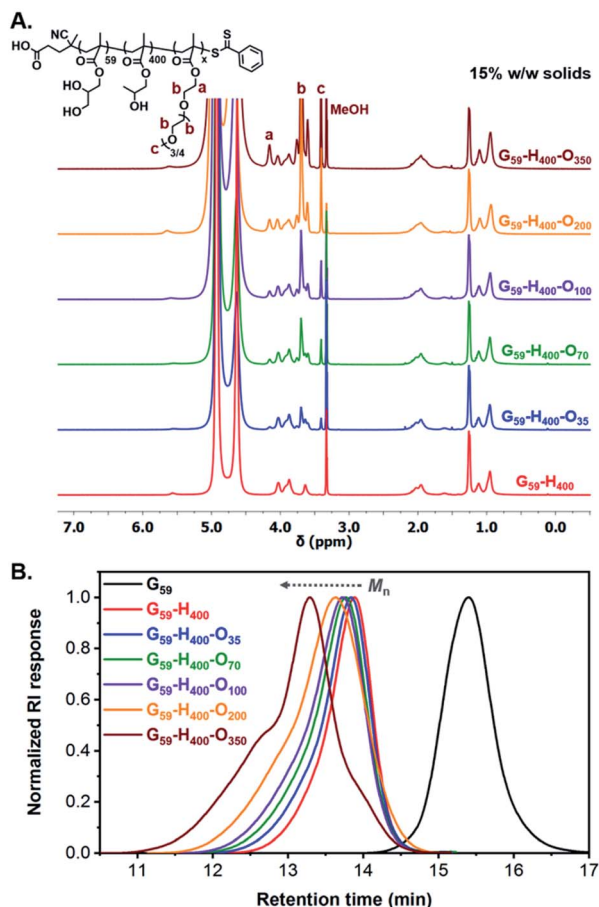 A.
NC
HO
O
59
400
x
S
S
O
O
O
O
O
O
HO
HO
OH
b
a
b
O
b
b
O
c
3/4
15% w/w solids
a
b
c
MeOH
G59-H400-O350
G59-H400-O200
G59-H400-O100
G59-H400-O70
G59-H400-O35
G59-H400
7.0 6.0 5.0 4.0 3.0 2.0 1.0 0.0
δ (ppm)
B.
Mn
G59
G59-H400
G59-H400-O35
G59-H400-O70
G59-H400-O100
G59-H400-O200
G59-H400-O350
Normalized RI response
1.0
0.8
0.6
0.4
0.2
0.0
11 12 13 14 15 16 17
Retention time (min)